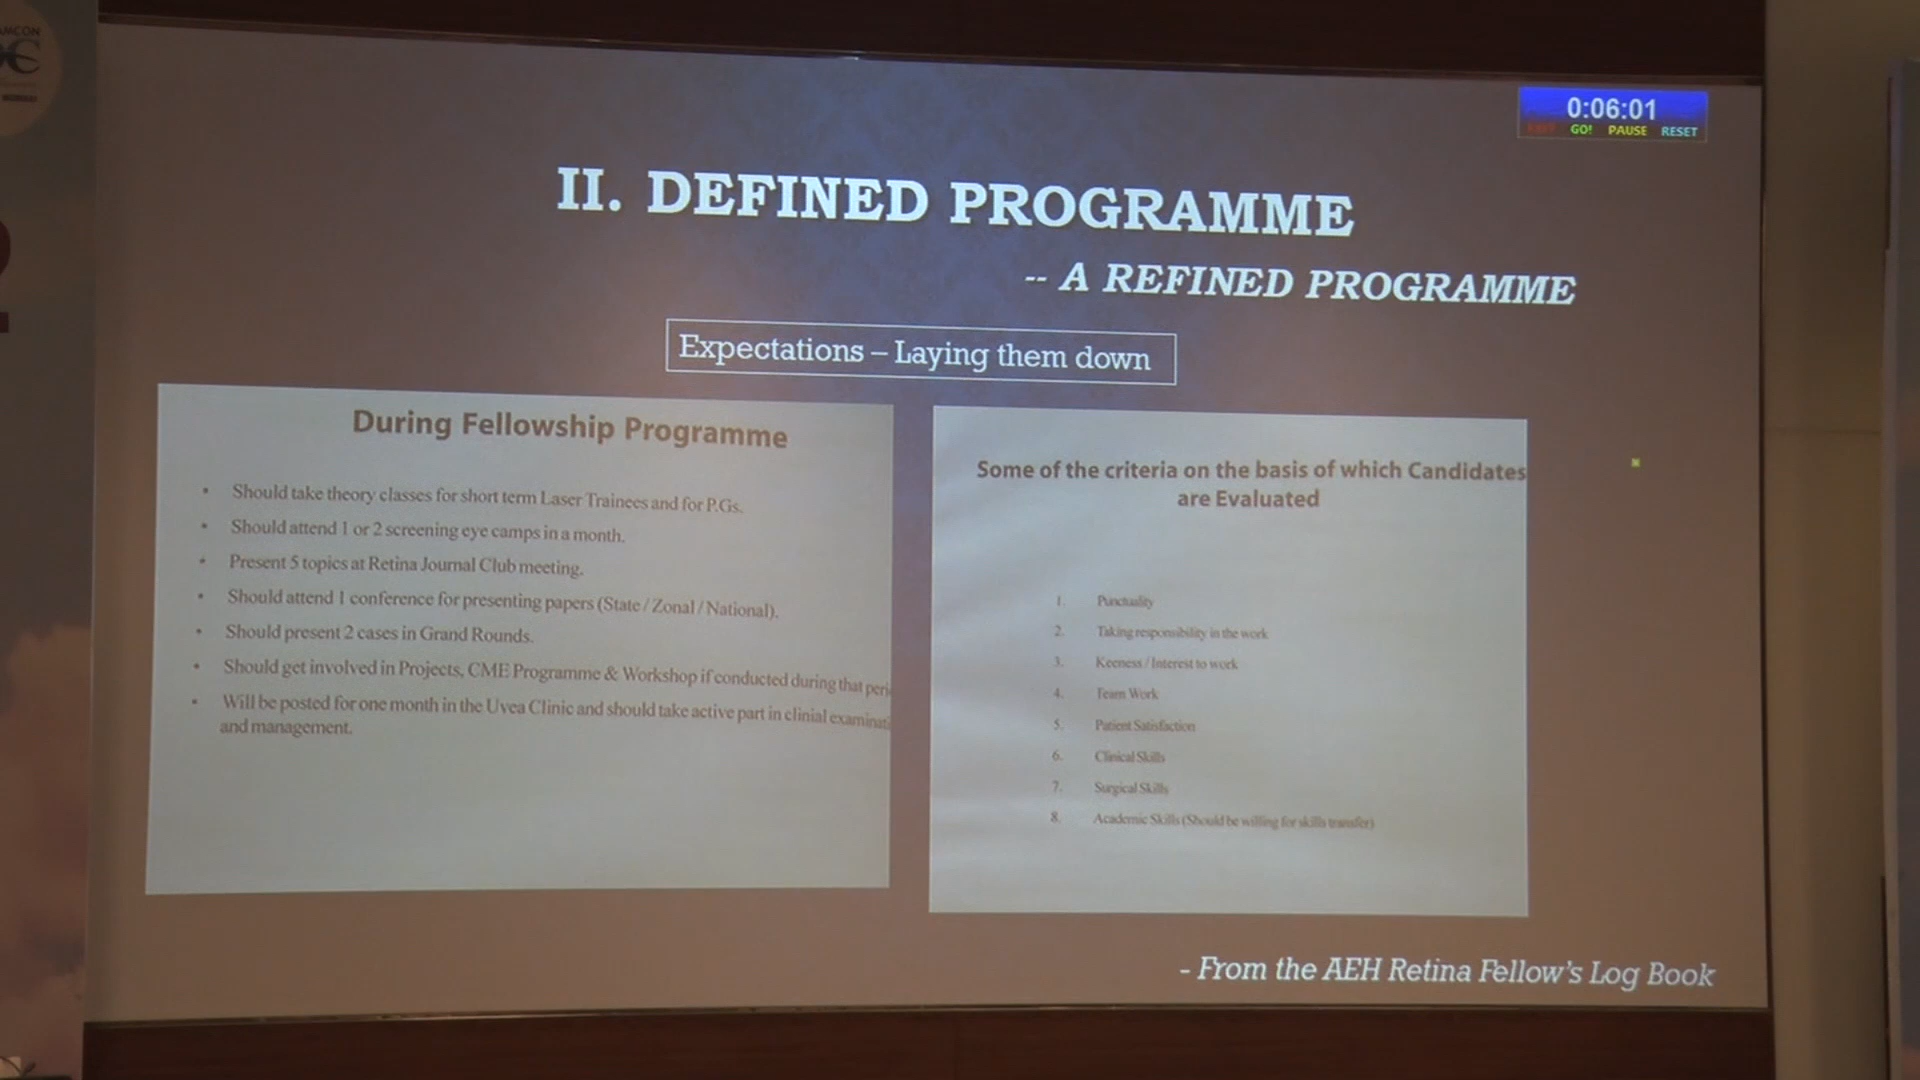 AMCON
0:06:01
EXIT GO! PAUSE RESET
II. DEFINED PROGRAMME
-- A REFINED PROGRAMME
Expectations – Laying them down
During Fellowship Programme
• Should take theory classes for short term Laser Trainees and for P.Gs.
• Should attend 1 or 2 screening eye camps in a month.
• Present 5 topics at Retina Journal Club meeting.
• Should attend 1 conference for presenting papers (State / Zonal / National).
• Should present 2 cases in Grand Rounds.
• Should get involved in Projects, CME Programme & Workshop if conducted during that peri
• Will be posted for one month in the Uvea Clinic and should take active part in clinial examinati
and management.
Some of the criteria on the basis of which Candidates
are Evaluated
1. Punctuality
2. Taking responsibility in the work
3. Keeness / Interest to work
4. Team Work
5. Patient Satisfaction
6. Clinical Skills
7. Surgical Skills
8. Academic Skills (Should be willing for skills transfer)
- From the AEH Retina Fellow's Log Book